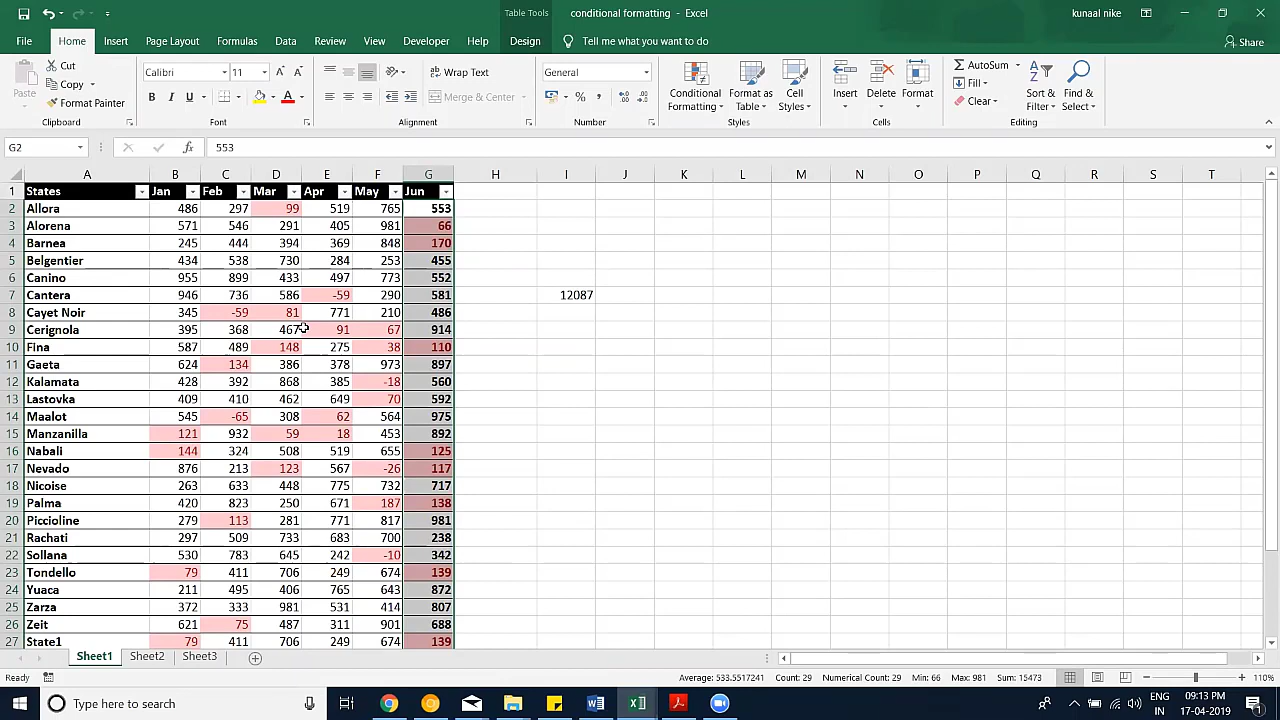 Table Tools
conditional formatting - Excel
kunaal nike
File Home Insert Page Layout Formulas Data Review View Developer Help Design Tell me what you want to do Share
Paste
Cut
Copy
Format Painter
Clipboard
Calibri 11
B I U
Font
Wrap Text
Merge & Center
Alignment
General
%
Number
Conditional Formatting
Format as Table
Cell Styles
Styles
Insert
Delete
Format
Cells
AutoSum
Fill
Clear
Sort & Filter
Find & Select
Editing
G2 fx 553
A B C D E F G H I J K L M N O P Q R S T
1 States Jan Feb Mar Apr May Jun
2 Allora 486 297 99 519 765 553
3 Alorena 571 546 291 405 981 66
4 Barnea 245 444 394 369 848 170
5 Belgentier 434 538 730 284 253 455
6 Canino 955 899 433 497 773 552
7 Cantera 946 736 586 -59 290 581 12087
8 Cayet Noir 345 -59 81 771 210 486
9 Cerignola 395 368 467 91 67 914
10 Fina 587 489 148 275 38 110
11 Gaeta 624 134 386 378 973 897
12 Kalamata 428 392 868 385 -18 560
13 Lastovka 409 410 462 649 70 592
14 Maalot 545 -65 308 62 564 975
15 Manzanilla 121 932 59 18 453 892
16 Nabali 144 324 508 519 655 125
17 Nevado 876 213 123 567 -26 117
18 Nicoise 263 633 448 775 732 717
19 Palma 420 823 250 671 187 138
20 Piccioline 279 113 281 771 817 981
21 Rachati 297 509 733 683 700 238
22 Sollana 530 783 645 242 -10 342
23 Tondello 79 411 706 249 674 139
24 Yuaca 211 495 406 765 643 872
25 Zarza 372 333 981 531 414 807
26 Zeit 621 75 487 311 901 688
27 State1 79 411 706 249 674 139
Sheet1 Sheet2 Sheet3
Ready Average: 533.5517241 Count: 29 Numerical Count: 29 Min: 66 Max: 981 Sum: 15473 110%
Type here to search
ENG
IN
09:13 PM
17-04-2019